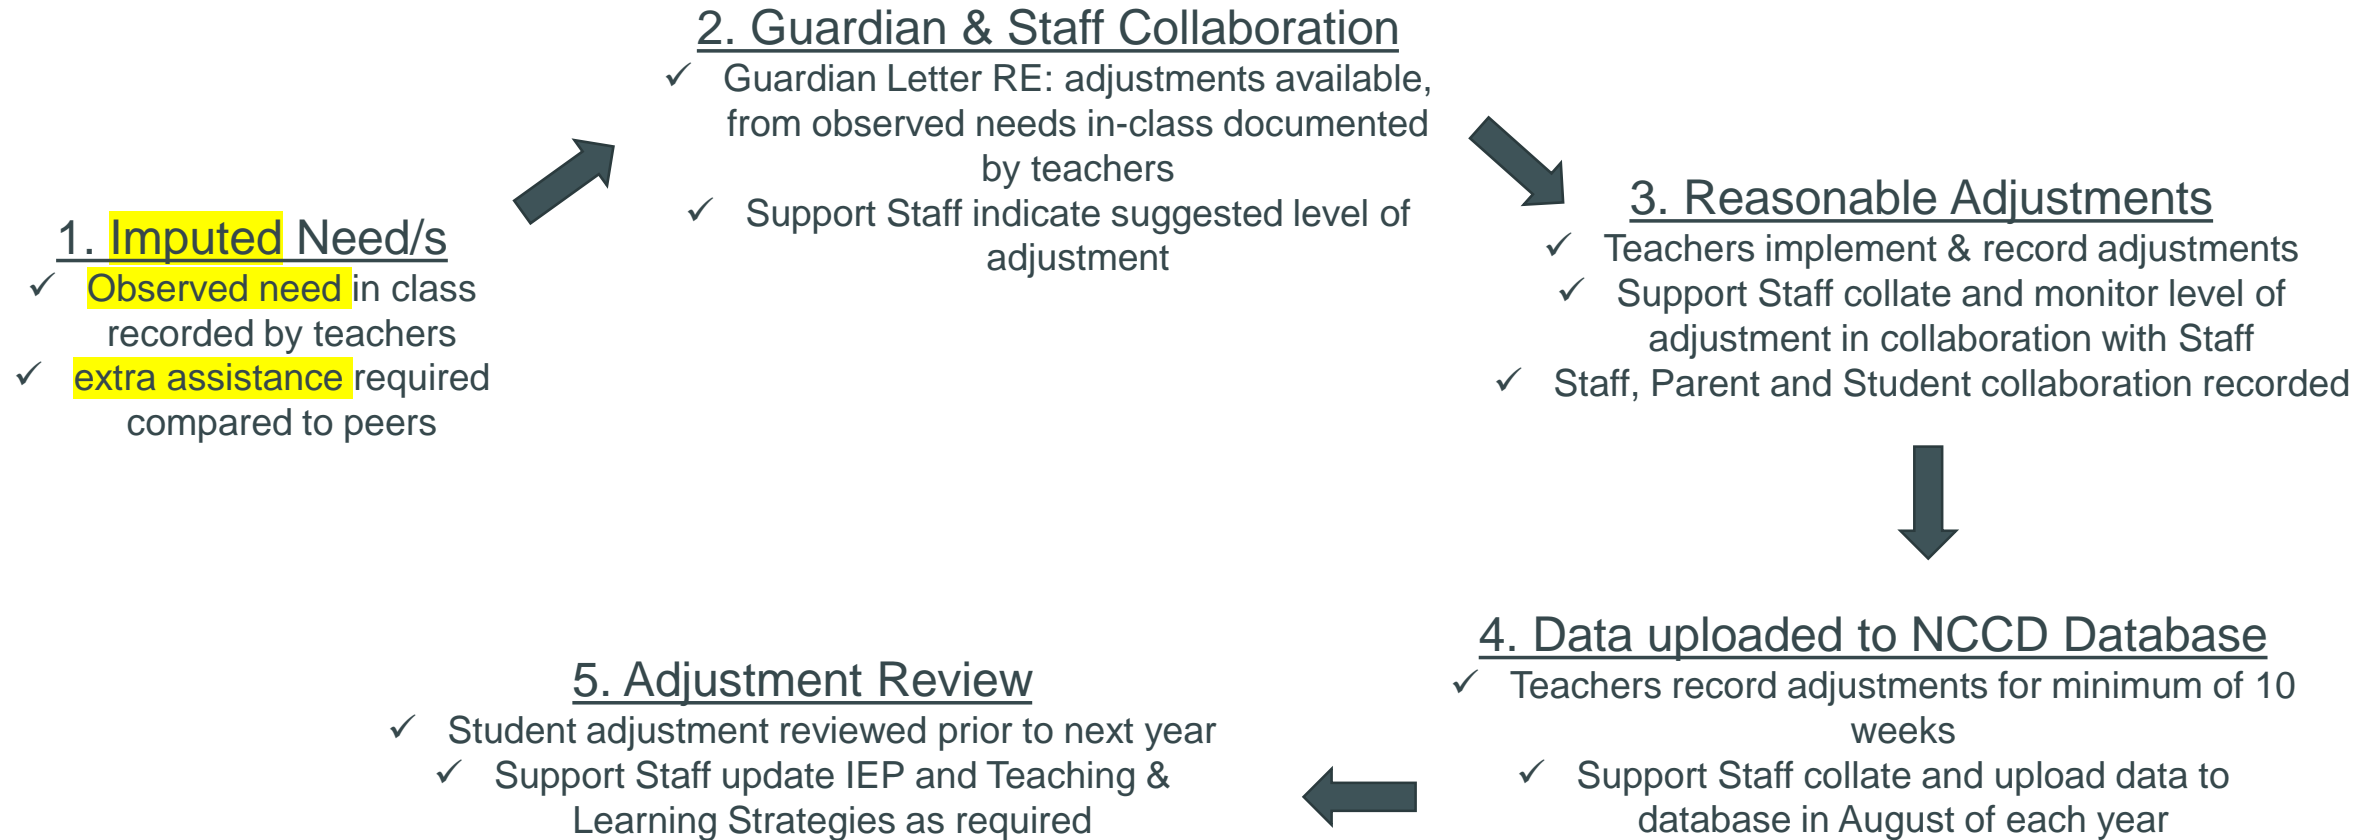 1. Imputed Need/s
✓ Observed need in class
recorded by teachers
✓ extra assistance required
compared to peers
2. Guardian & Staff Collaboration
✓ Guardian Letter RE: adjustments available,
from observed needs in-class documented
by teachers
✓ Support Staff indicate suggested level of
adjustment
3. Reasonable Adjustments
✓ Teachers implement & record adjustments
✓ Support Staff collate and monitor level of
adjustment in collaboration with Staff
✓ Staff, Parent and Student collaboration recorded
4. Data uploaded to NCCD Database
✓ Teachers record adjustments for minimum of 10
weeks
✓ Support Staff collate and upload data to
database in August of each year
5. Adjustment Review
✓ Student adjustment reviewed prior to next year
✓ Support Staff update IEP and Teaching &
Learning Strategies as required